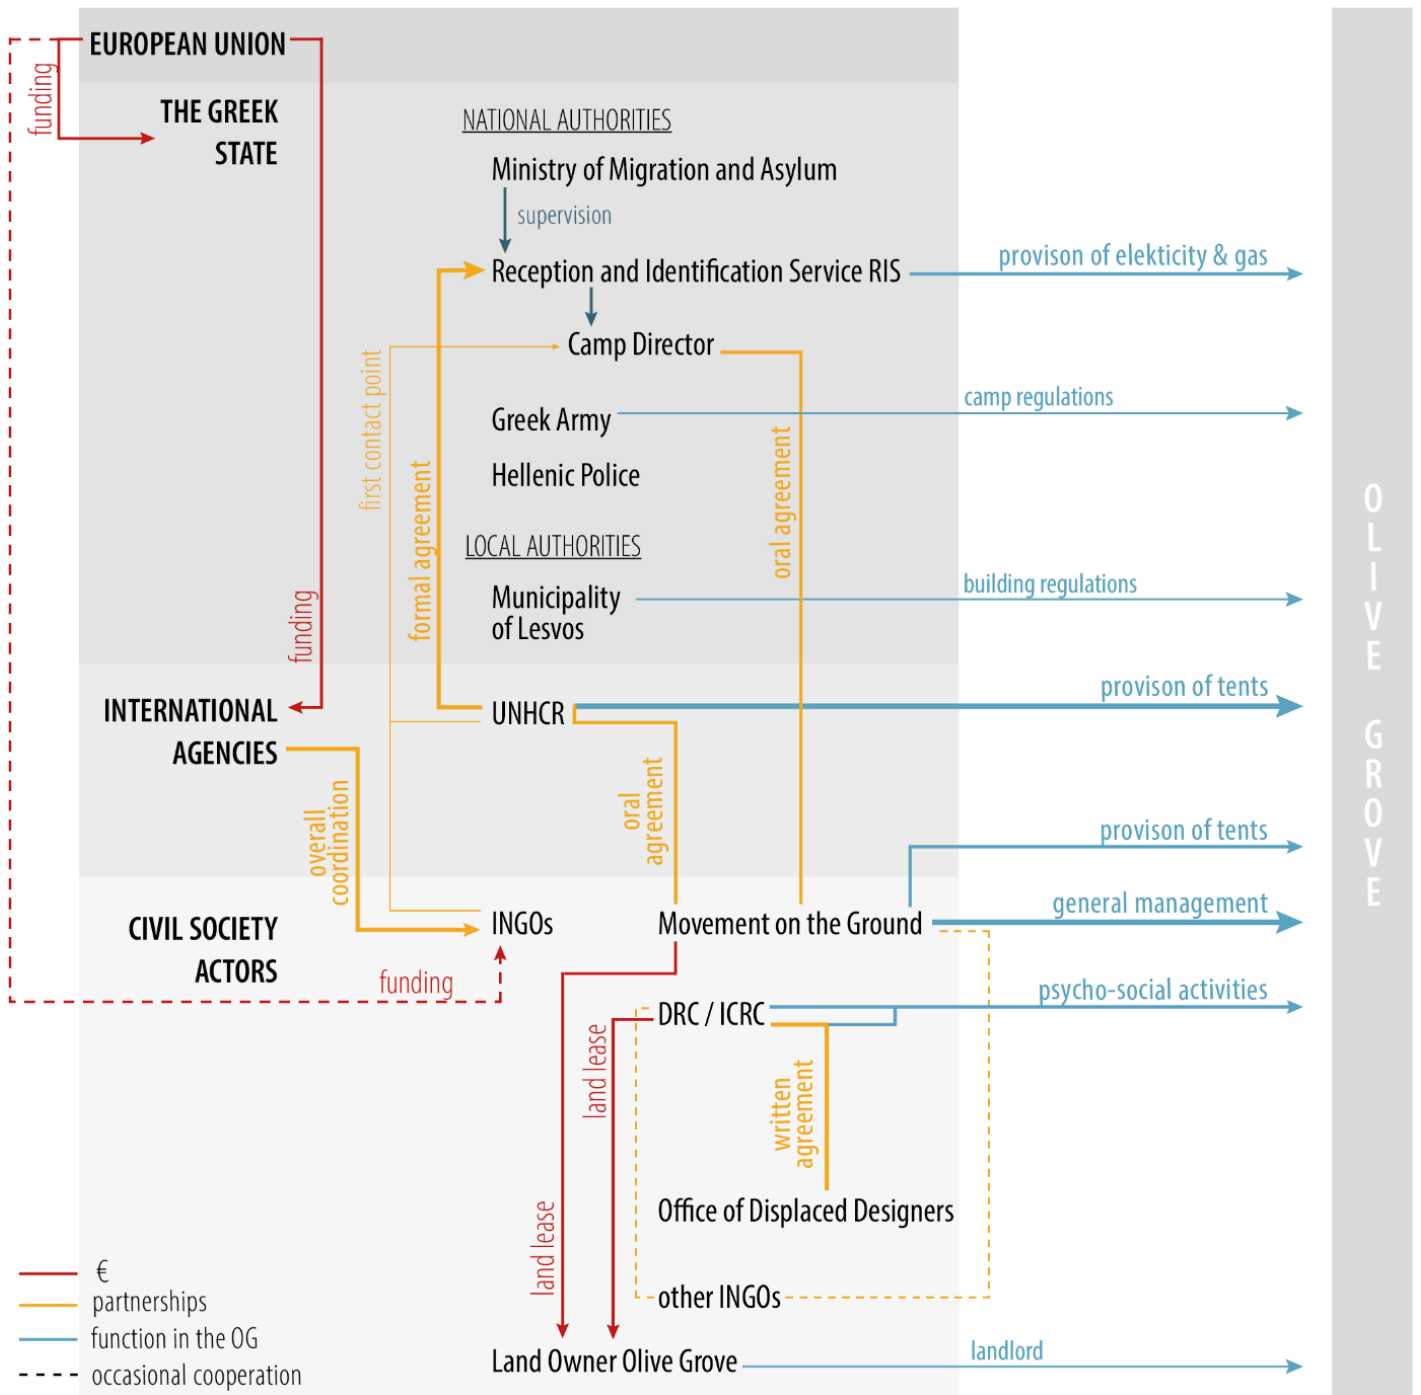 EUROPEAN UNION
funding
THE GREEK
STATE
NATIONAL AUTHORITIES
Ministry of Migration and Asylum
supervision
Reception and Identification Service RIS
provison of elekticity & gas
Camp Director
first contact point
formal agreement
oral agreement
Greek Army
camp regulations
Hellenic Police
LOCAL AUTHORITIES
Municipality
of Lesvos
building regulations
funding
INTERNATIONAL
AGENCIES
UNHCR
provison of tents
overall
coordination
oral
agreement
provison of tents
CIVIL SOCIETY
ACTORS
INGOs
Movement on the Ground
general management
funding
DRC / ICRC
psycho-social activities
land lease
written
agreement
land lease
Office of Displaced Designers
other INGOs
Land Owner Olive Grove
landlord
OLIVE GROVE
€
partnerships
function in the OG
occasional cooperation